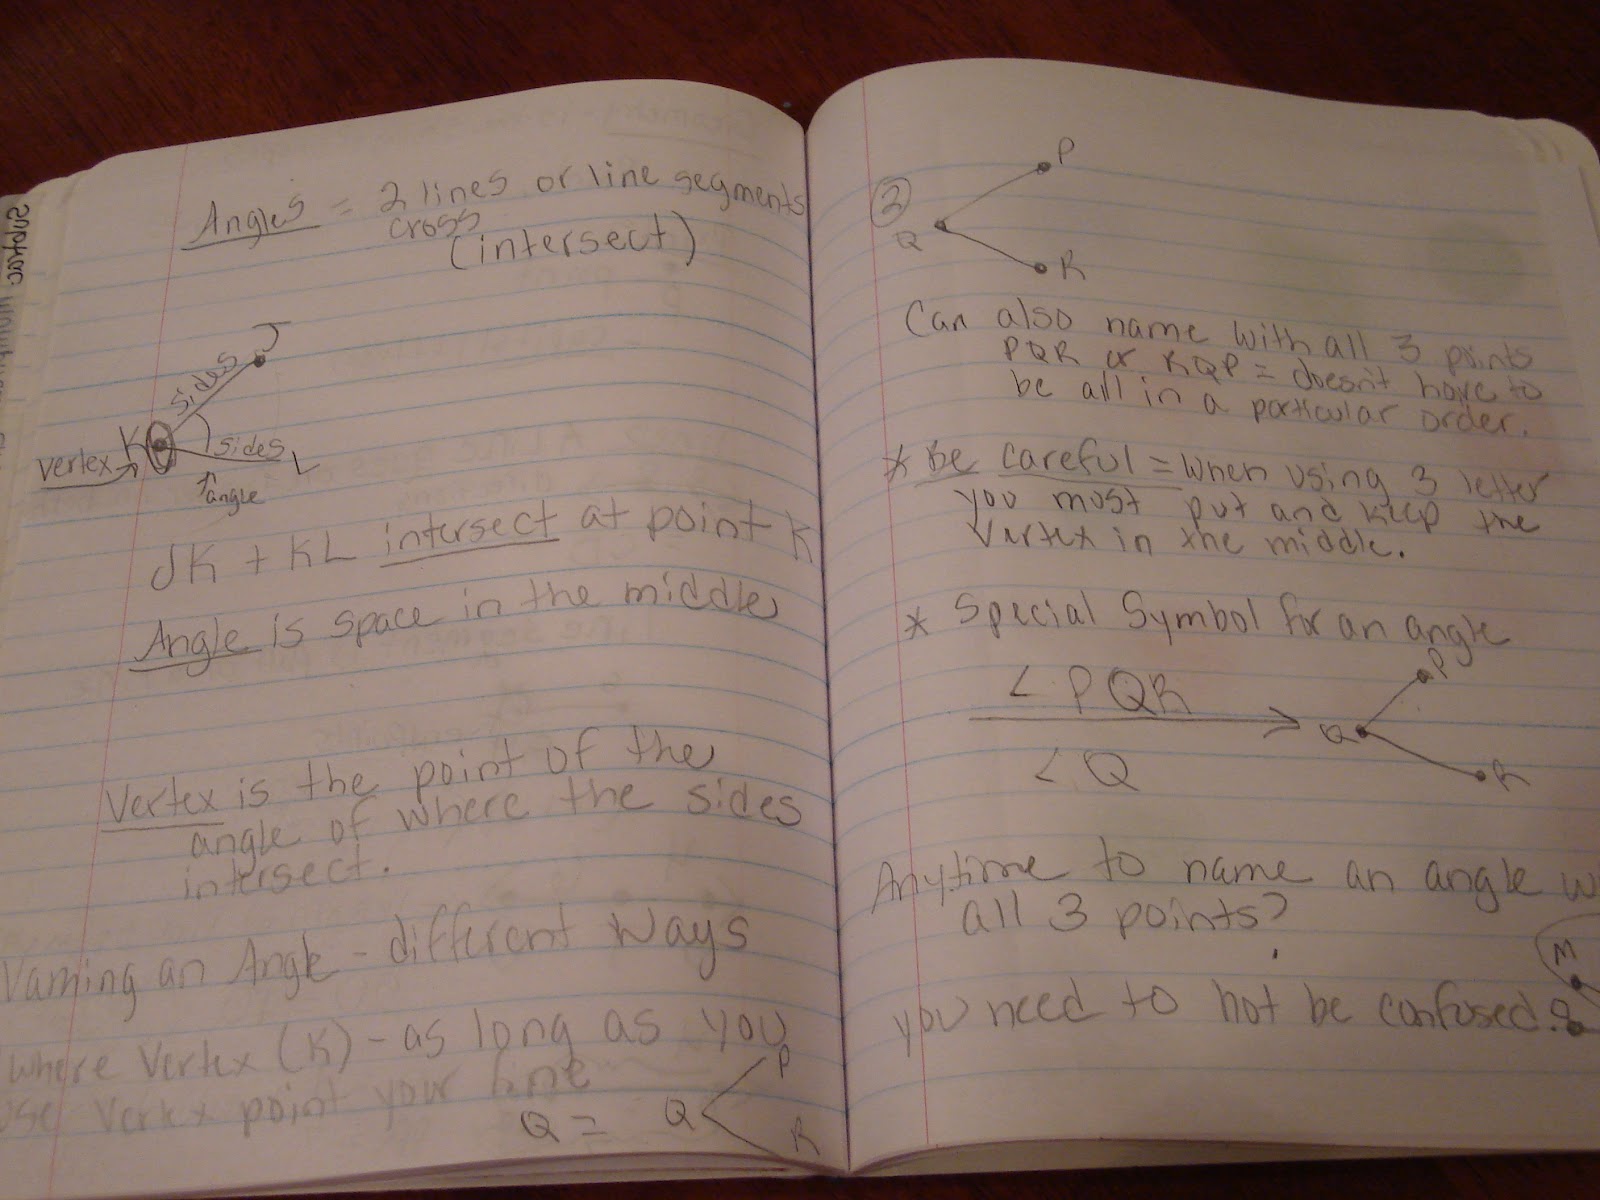 Angles = 2 lines or line segments
cross
(intersect)
J
sides
K
sides
L
vertex
angle
JK + KL intersect at point K
Angle is space in the middle
Vertex is the point of the
angle of where the sides
intersect.
Naming an Angle - different ways
where Vertex (K) - as long as you
use vertex point your fine
Q = Q
P
R
2
P
Q
R
Can also name with all 3 points
PQR or RQP = doesn't have to
be all in a particular order.
* Be careful = when using 3 letter
you most put and keep the
vertex in the middle.
* Special Symbol for an angle
< PQR
< Q
P
Q
R
Anytime to name an angle w
all 3 points?
M
you need to not be confused.